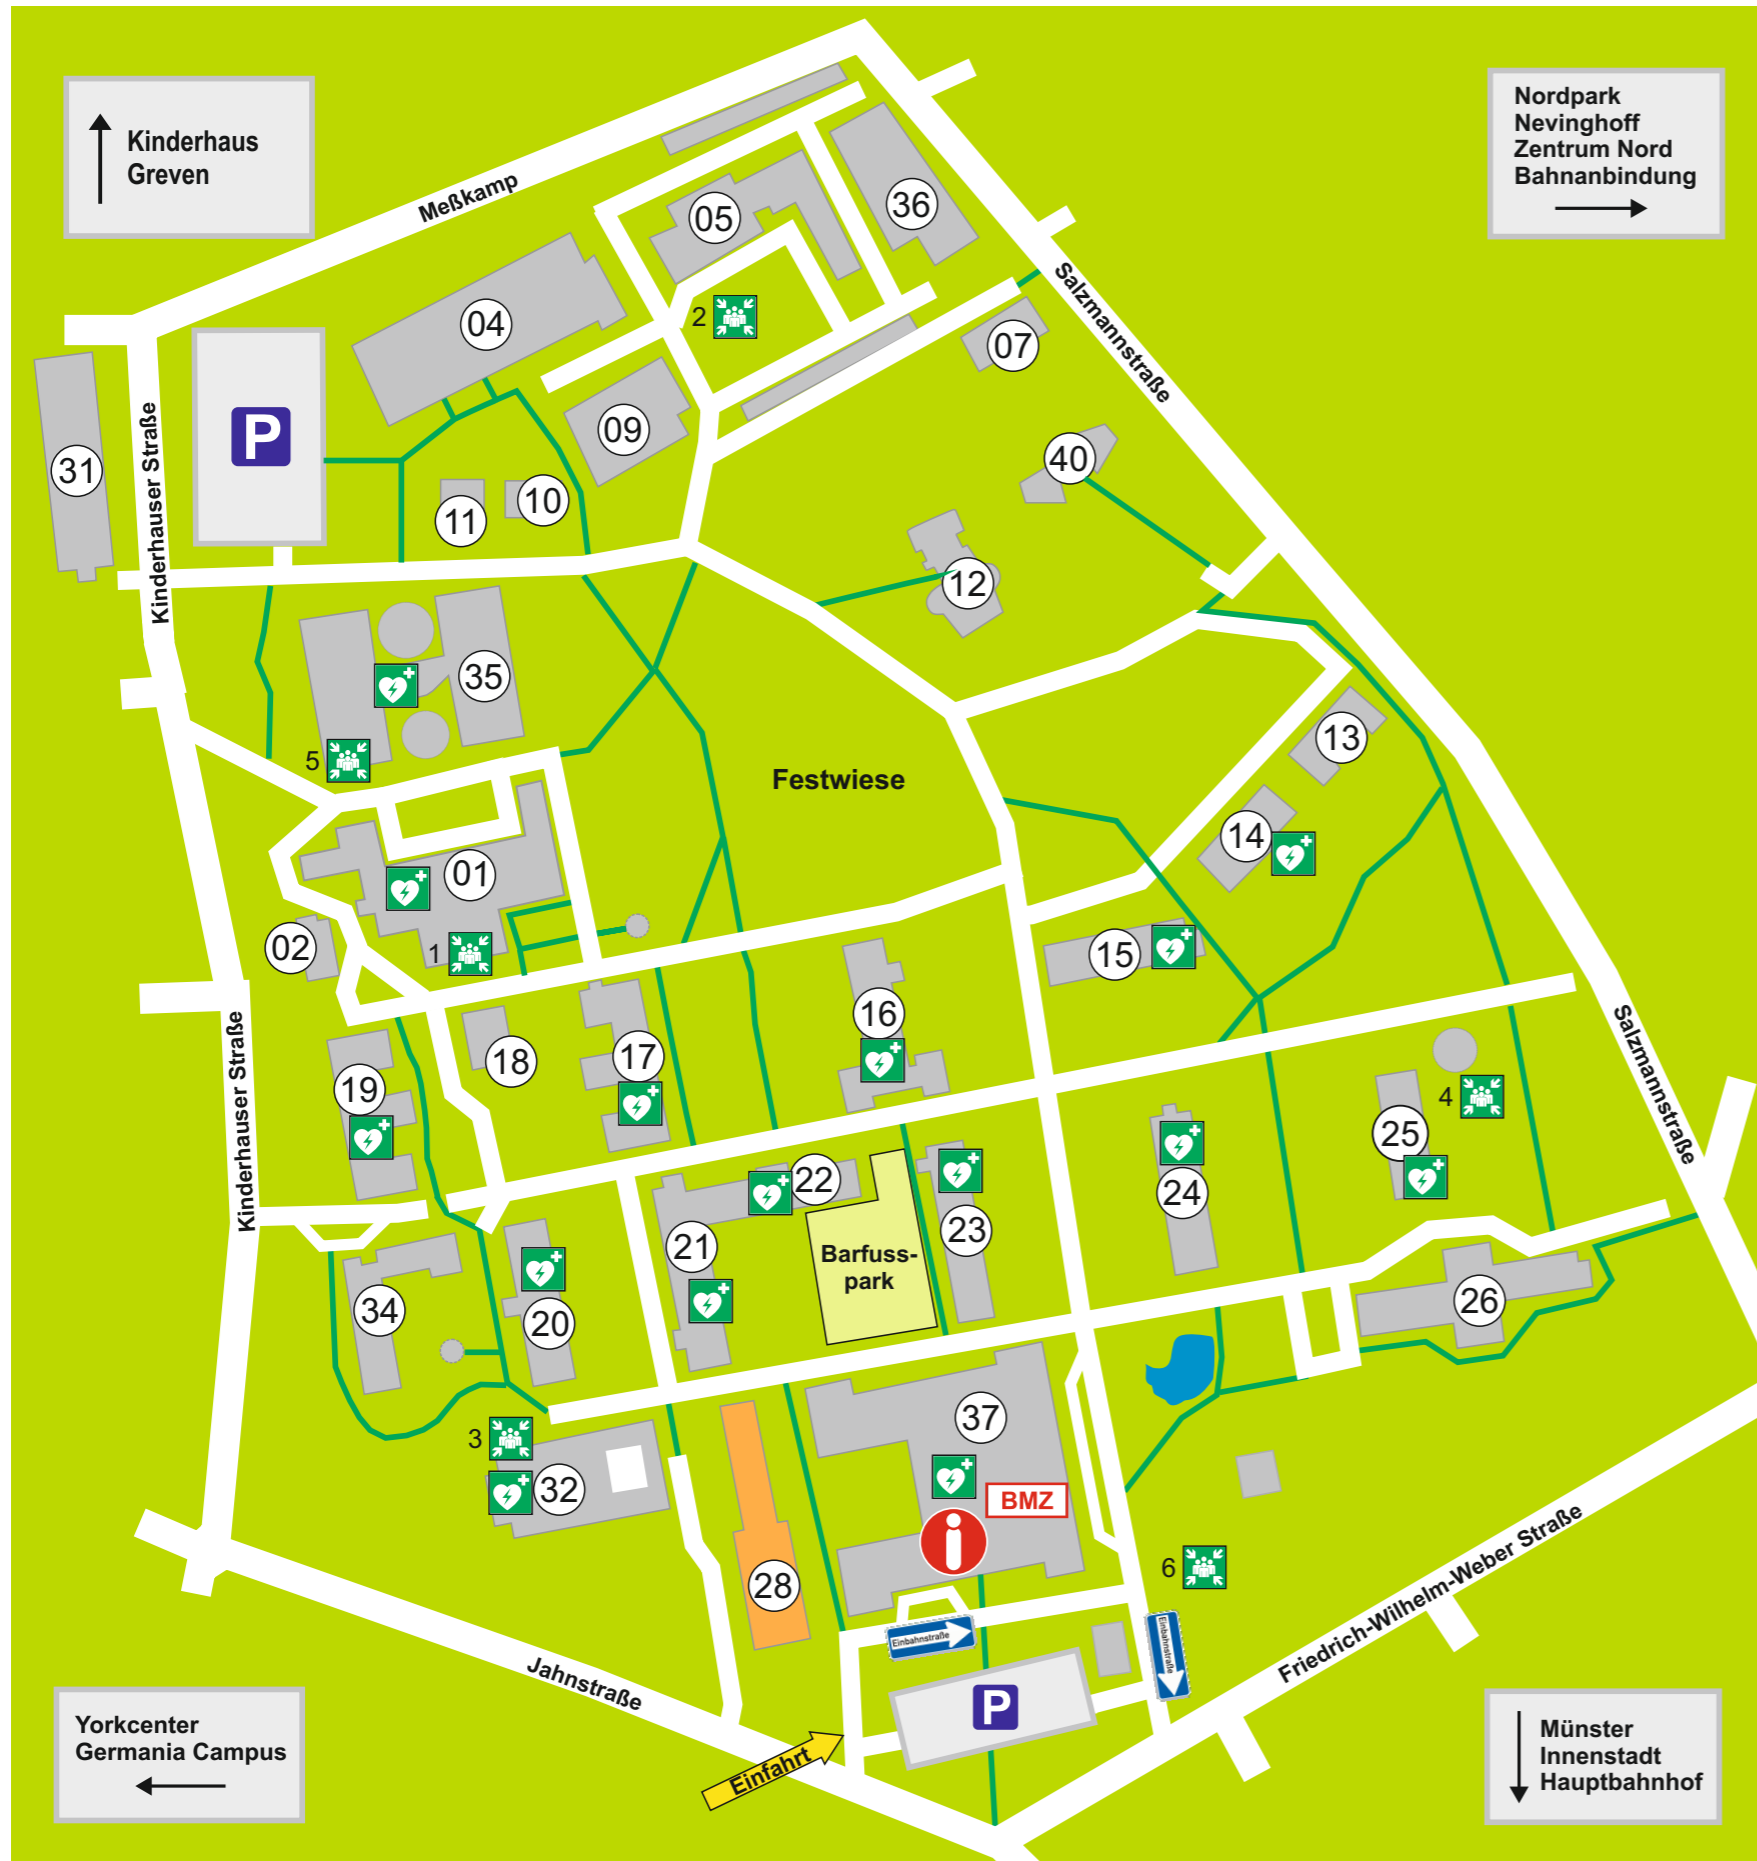 Kinderhaus
Greven
Nordpark
Nevinghoff
Zentrum Nord
Bahnanbindung
Meßkamp
05
36
Salzmannstraße
04
2
07
Kinderhauser Straße
P
09
31
40
11
10
12
35
13
5
Festwiese
14
01
02
1
15
16
18
17
19
Kinderhauser Straße
Salzmannstraße
4
25
22
24
21
23
Barfuss-
park
34
20
26
37
3
32
BMZ
i
28
6
Friedrich-Wilhelm-Weber Straße
Einbahnstraße
Einbahnstraße
Jahnstraße
P
Einfahrt
Yorkcenter
Germania Campus
Münster
Innenstadt
Hauptbahnhof